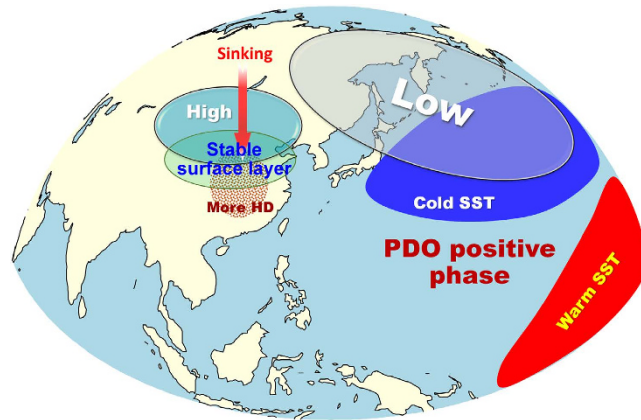 Sinking
High
Low
Stable
surface layer
More HD
Cold SST
PDO positive
phase
Warm SST